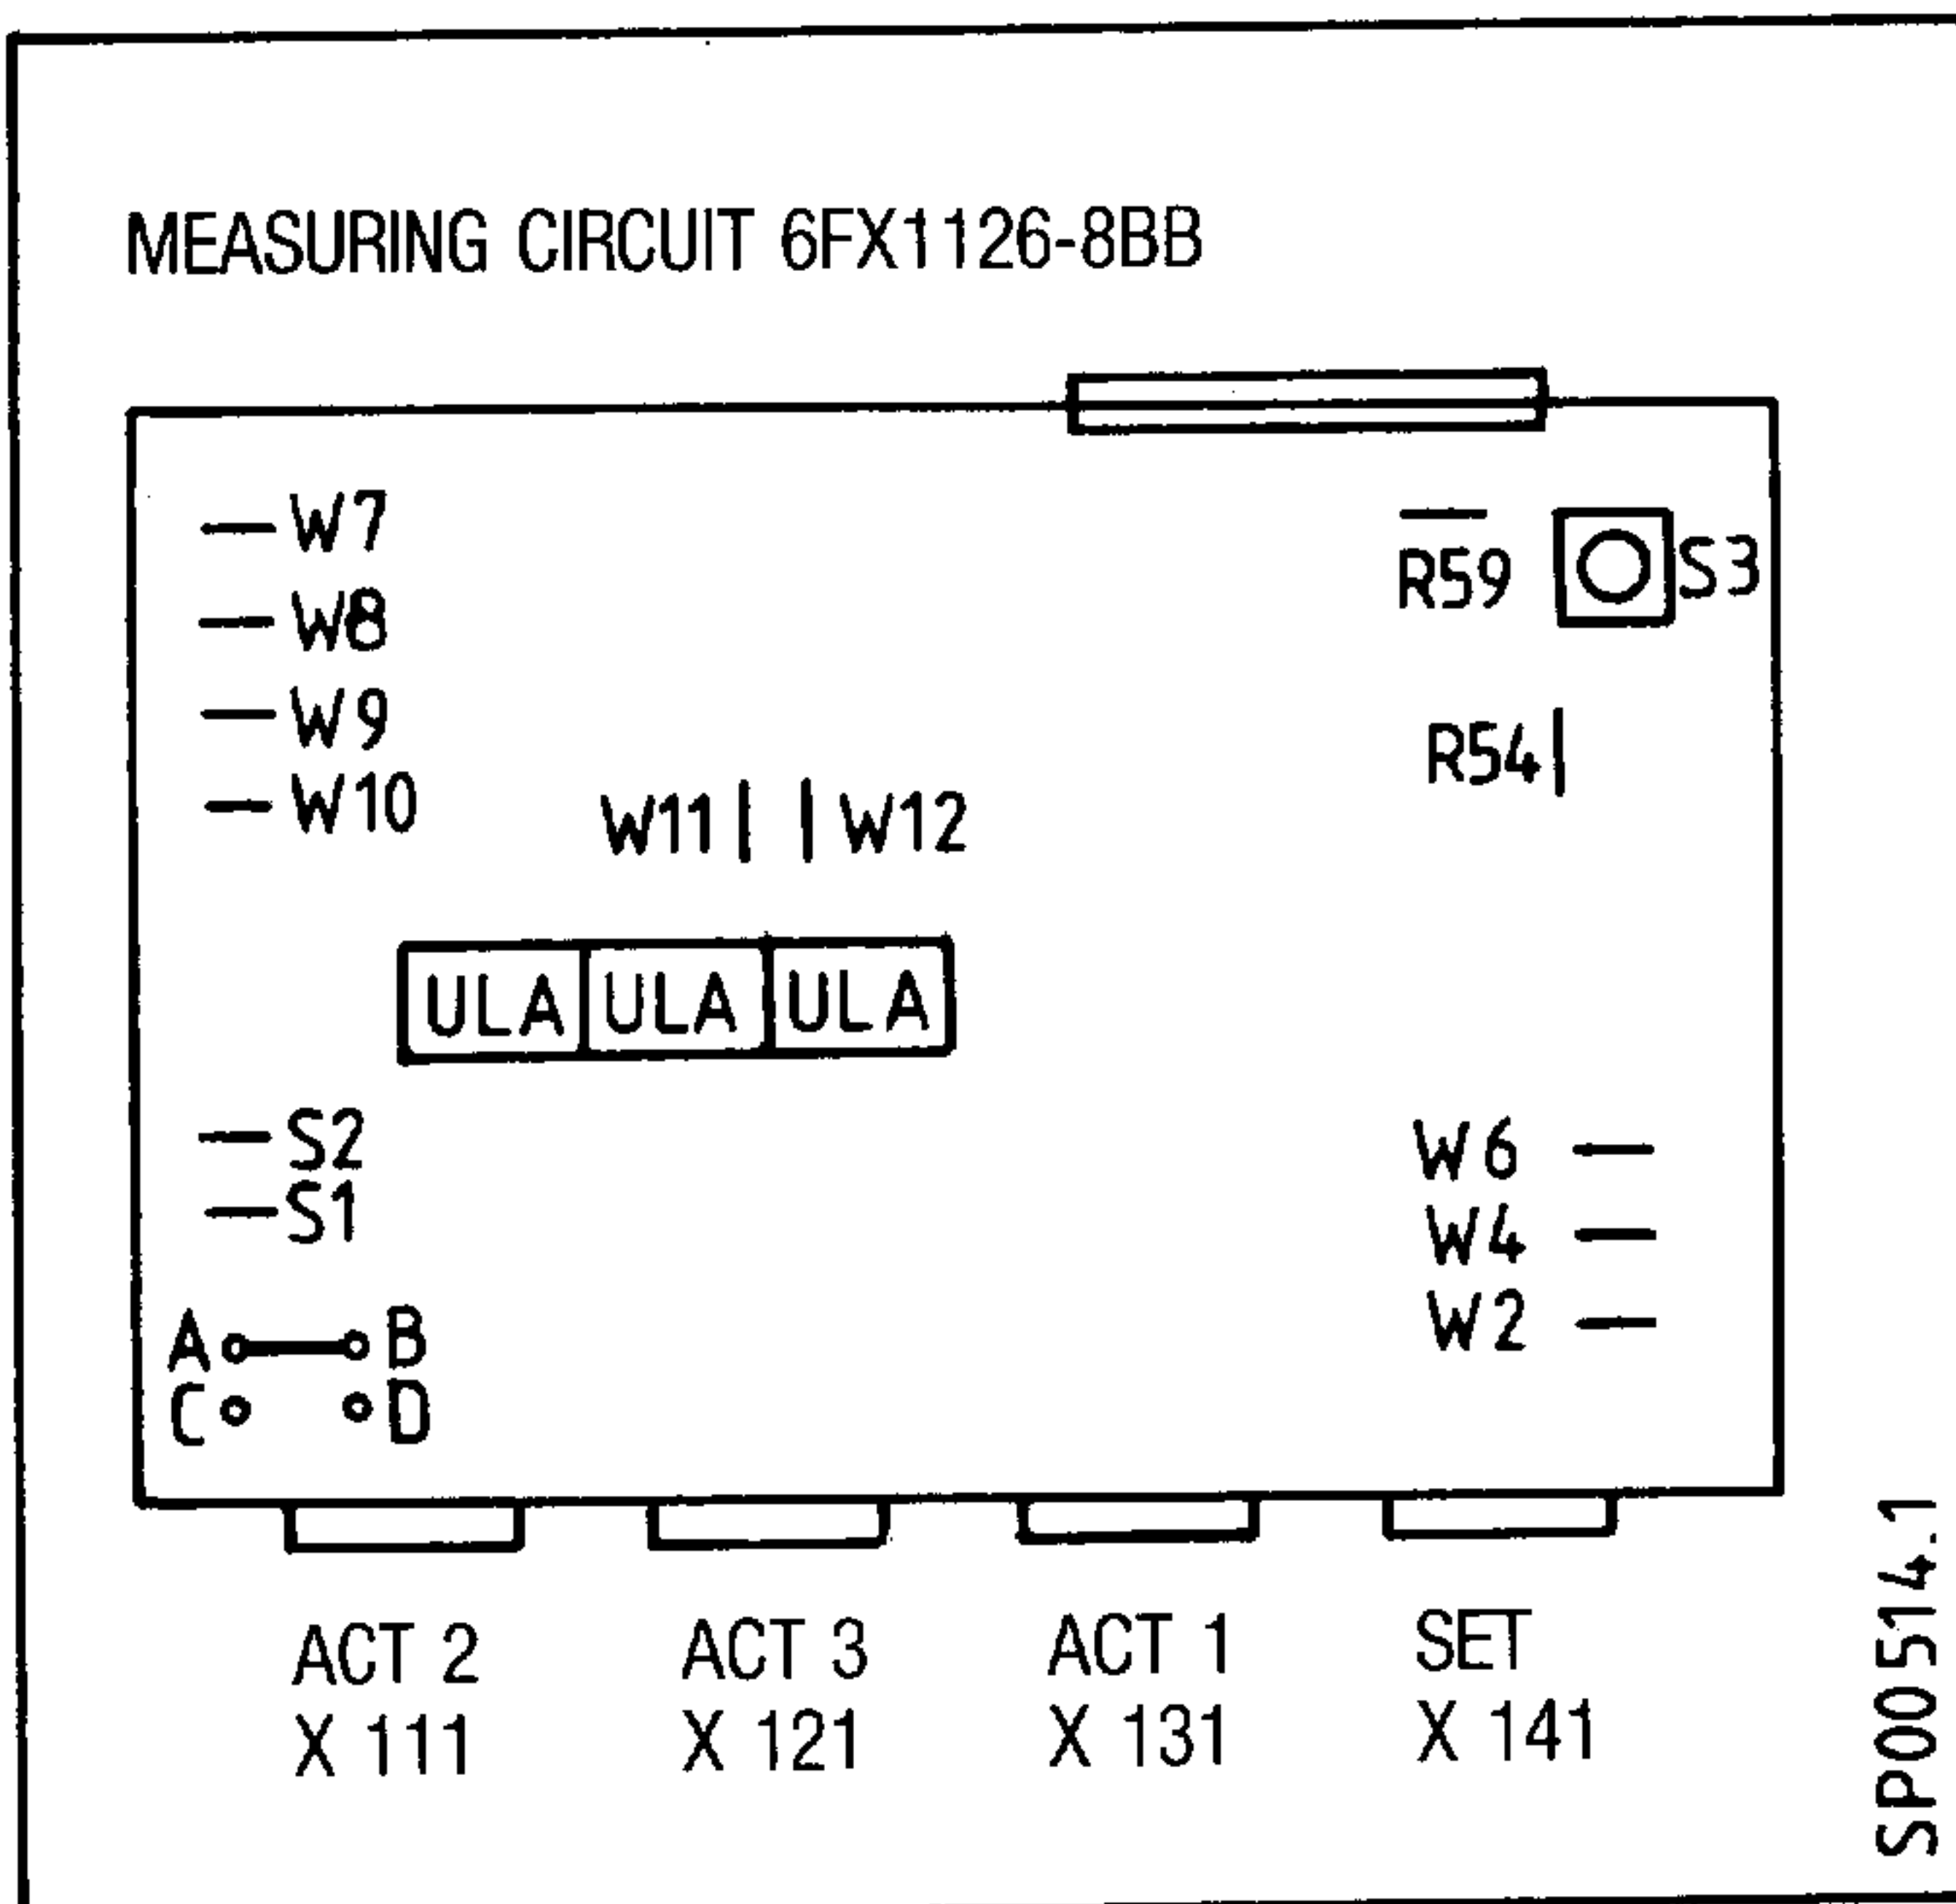 MEASURING CIRCUIT 6FX1126-8BB
W7
R59
S3
W8
W9
R54
W10
W11
W12
ULA ULA ULA
S2
W6
S1
W4
W2
A B
C D
ACT 2 ACT 3 ACT 1 SET
X 111 X 121 X 131 X 141
SP00514.1